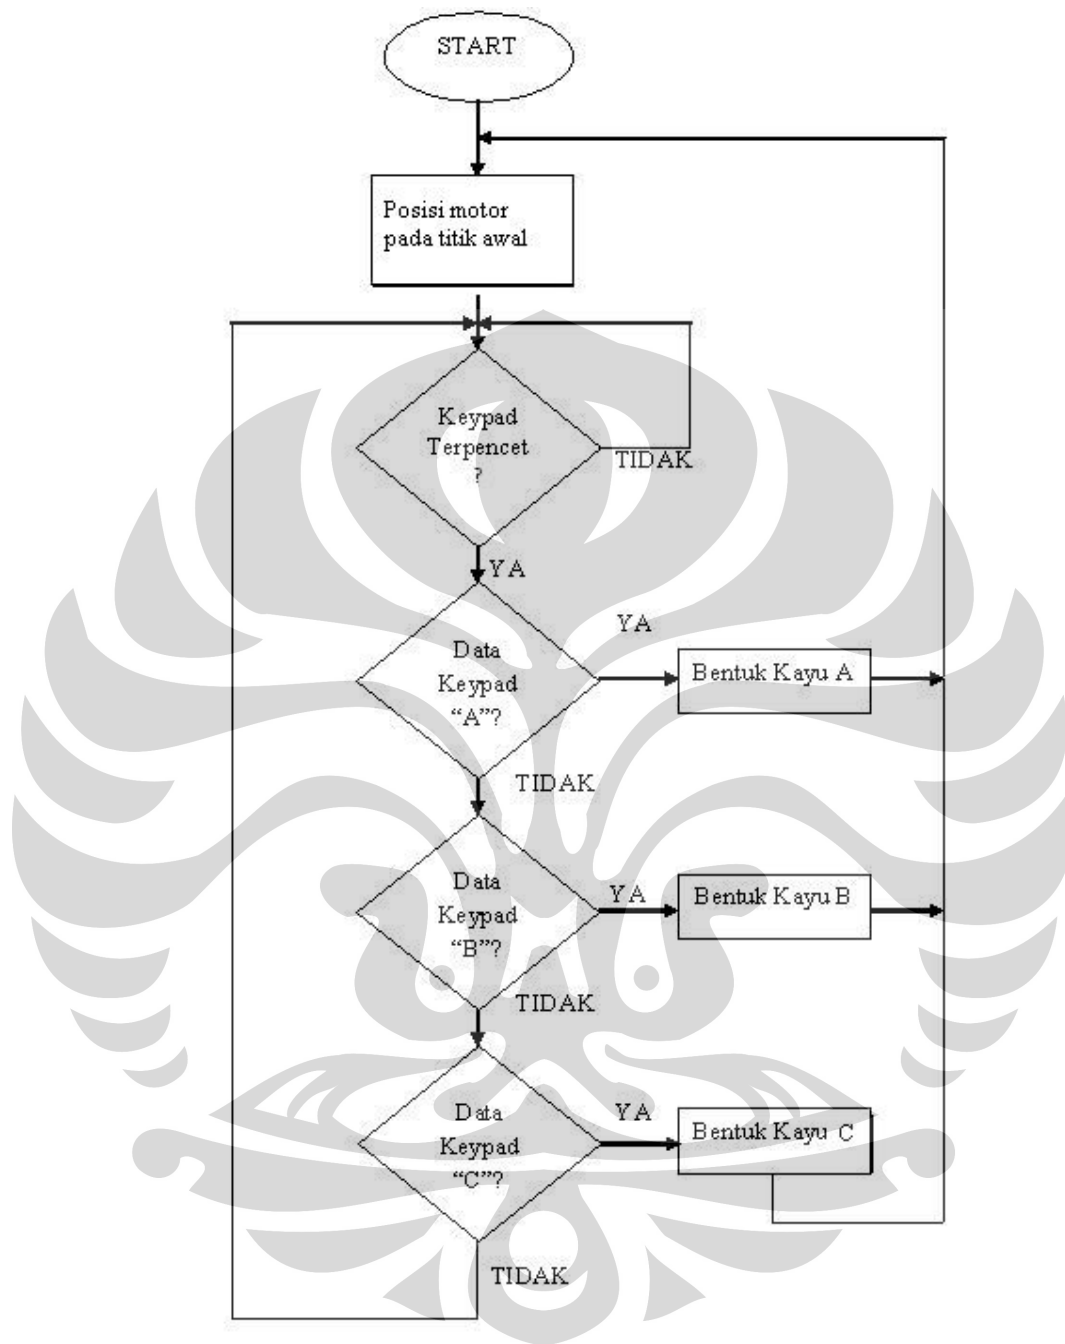 START
Posisi motor
pada titik awal
Keypad
Terpencet
?
TIDAK
YA
Data
Keypad
“A”?
YA
Bentuk Kayu A
TIDAK
Data
Keypad
“B”?
YA
Bentuk Kayu B
TIDAK
Data
Keypad
“C”?
YA
Bentuk Kayu C
TIDAK